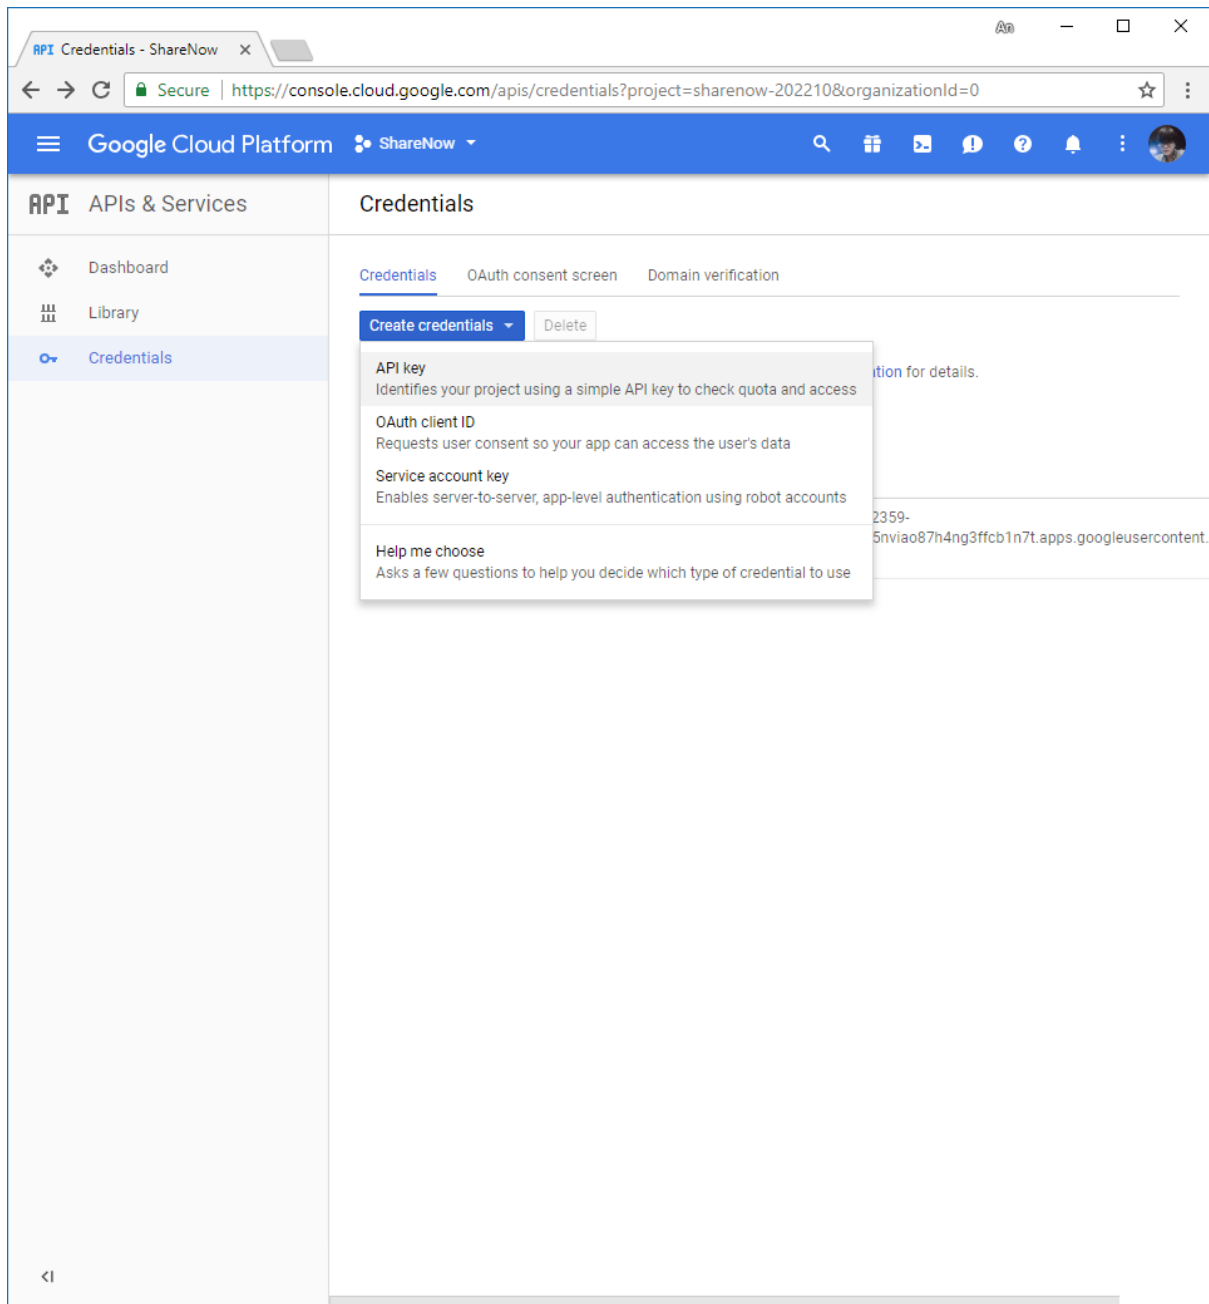 API Credentials - ShareNow
An
Secure | https://console.cloud.google.com/apis/credentials?project=sharenow-202210&organizationId=0
Google Cloud Platform ShareNow
API APIs & Services
Credentials
Dashboard
Library
Credentials
Credentials OAuth consent screen Domain verification
Create credentials Delete
API key
Identifies your project using a simple API key to check quota and access
for details.
OAuth client ID
Requests user consent so your app can access the user's data
Service account key
Enables server-to-server, app-level authentication using robot accounts
2359-
5nviao87h4ng3ffcb1n7t.apps.googleusercontent.
Help me choose
Asks a few questions to help you decide which type of credential to use